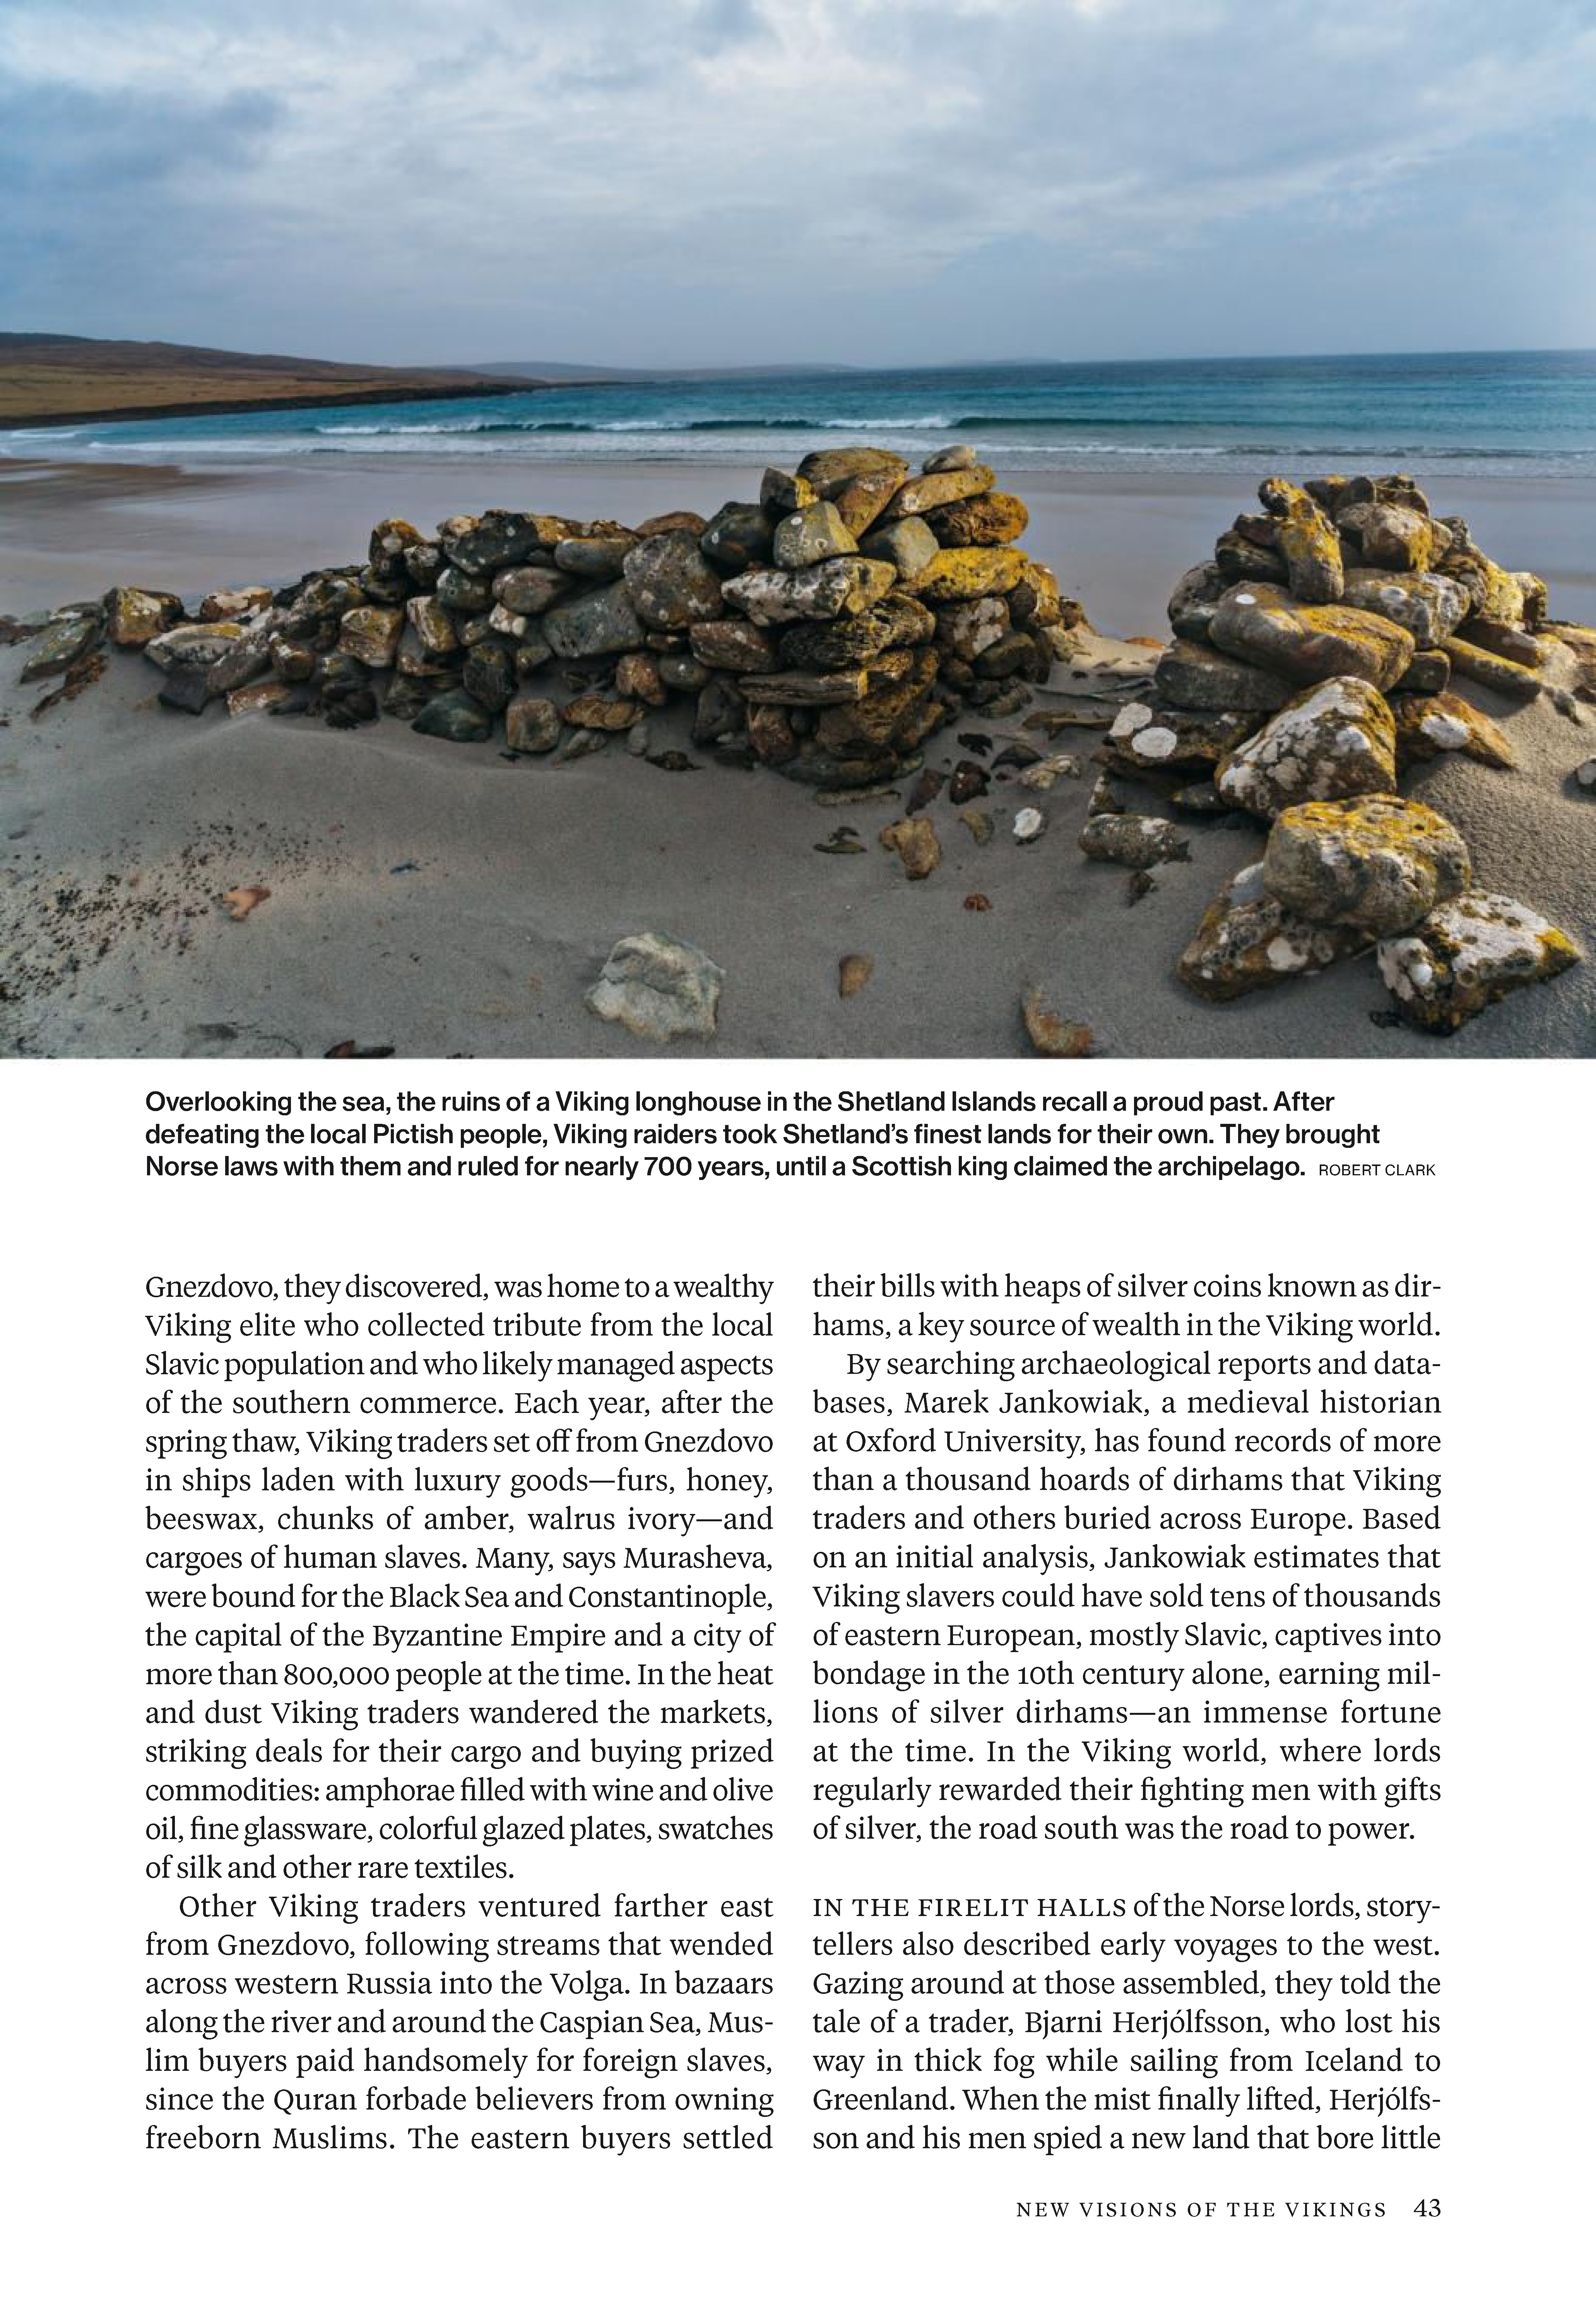 Overlooking the sea, the ruins of a Viking longhouse in the Shetland Islands recall a proud past. After
defeating the local Pictish people, Viking raiders took Shetland’s finest lands for their own. They brought
Norse laws with them and ruled for nearly 700 years, until a Scottish king claimed the archipelago. ROBERT CLARK
Gnezdovo, they discovered, was home to a wealthy
Viking elite who collected tribute from the local
Slavic population and who likely managed aspects
of the southern commerce. Each year, after the
spring thaw, Viking traders set off from Gnezdovo
in ships laden with luxury goods—furs, honey,
beeswax, chunks of amber, walrus ivory—and
cargoes of human slaves. Many, says Murasheva,
were bound for the Black Sea and Constantinople,
the capital of the Byzantine Empire and a city of
more than 800,000 people at the time. In the heat
and dust Viking traders wandered the markets,
striking deals for their cargo and buying prized
commodities: amphorae filled with wine and olive
oil, fine glassware, colorful glazed plates, swatches
of silk and other rare textiles.
Other Viking traders ventured farther east
from Gnezdovo, following streams that wended
across western Russia into the Volga. In bazaars
along the river and around the Caspian Sea, Mus-
lim buyers paid handsomely for foreign slaves,
since the Quran forbade believers from owning
freeborn Muslims. The eastern buyers settled
their bills with heaps of silver coins known as dir-
hams, a key source of wealth in the Viking world.
By searching archaeological reports and data-
bases, Marek Jankowiak, a medieval historian
at Oxford University, has found records of more
than a thousand hoards of dirhams that Viking
traders and others buried across Europe. Based
on an initial analysis, Jankowiak estimates that
Viking slavers could have sold tens of thousands
of eastern European, mostly Slavic, captives into
bondage in the 10th century alone, earning mil-
lions of silver dirhams—an immense fortune
at the time. In the Viking world, where lords
regularly rewarded their fighting men with gifts
of silver, the road south was the road to power.
IN THE FIRELIT HALLS of the Norse lords, story-
tellers also described early voyages to the west.
Gazing around at those assembled, they told the
tale of a trader, Bjarni Herjólfsson, who lost his
way in thick fog while sailing from Iceland to
Greenland. When the mist finally lifted, Herjólfs-
son and his men spied a new land that bore little
NEW VISIONS OF THE VIKINGS 43